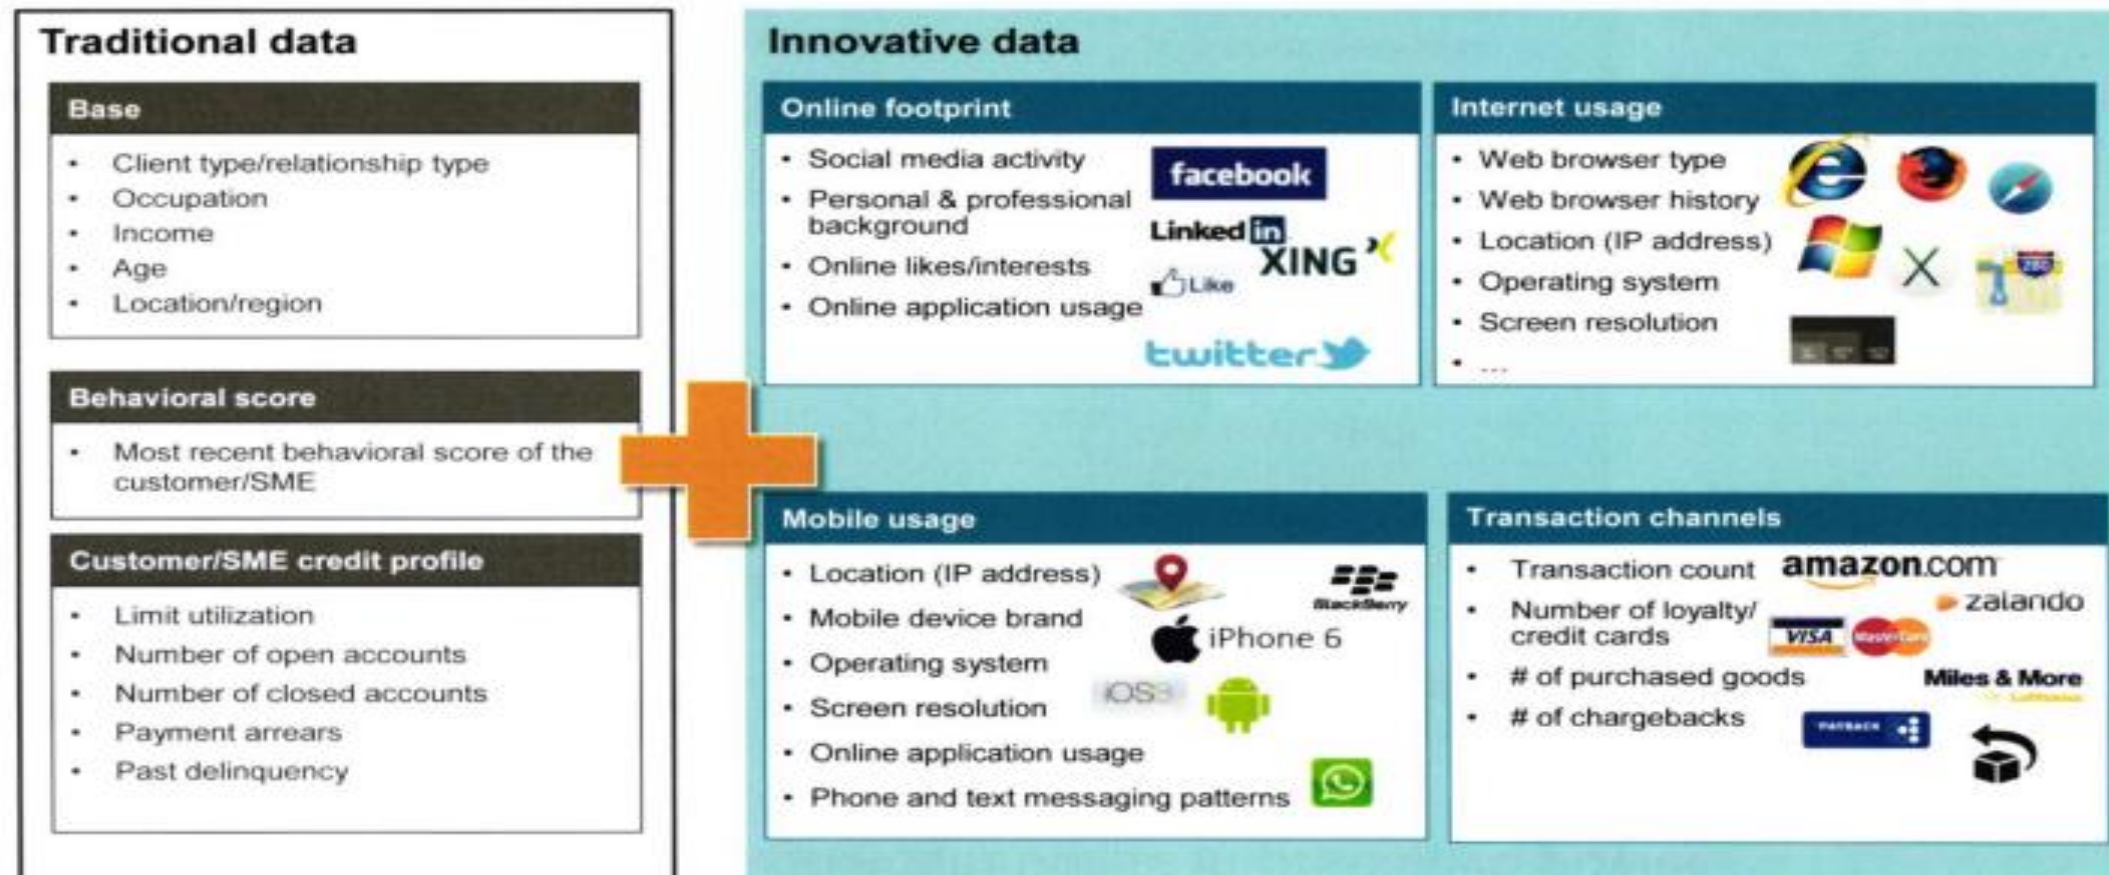 Traditional data
Base
• Client type/relationship type
• Occupation
• Income
• Age
• Location/region
Behavioral score
• Most recent behavioral score of the
customer/SME
Customer/SME credit profile
• Limit utilization
• Number of open accounts
• Number of closed accounts
• Payment arrears
• Past delinquency
Innovative data
Online footprint
• Social media activity
• Personal & professional
background
• Online likes/interests
• Online application usage
facebook
Linked in
XING
Like
twitter
Internet usage
• Web browser type
• Web browser history
• Location (IP address)
• Operating system
• Screen resolution
• ...
X
280
Mobile usage
• Location (IP address)
• Mobile device brand
• Operating system
• Screen resolution
• Online application usage
• Phone and text messaging patterns
BlackBerry
iPhone 6
Transaction channels
• Transaction count
• Number of loyalty/
credit cards
• # of purchased goods
• # of chargebacks
amazon.com
zalando
VISA
MasterCard
Miles & More
Lufthansa
PAYBACK